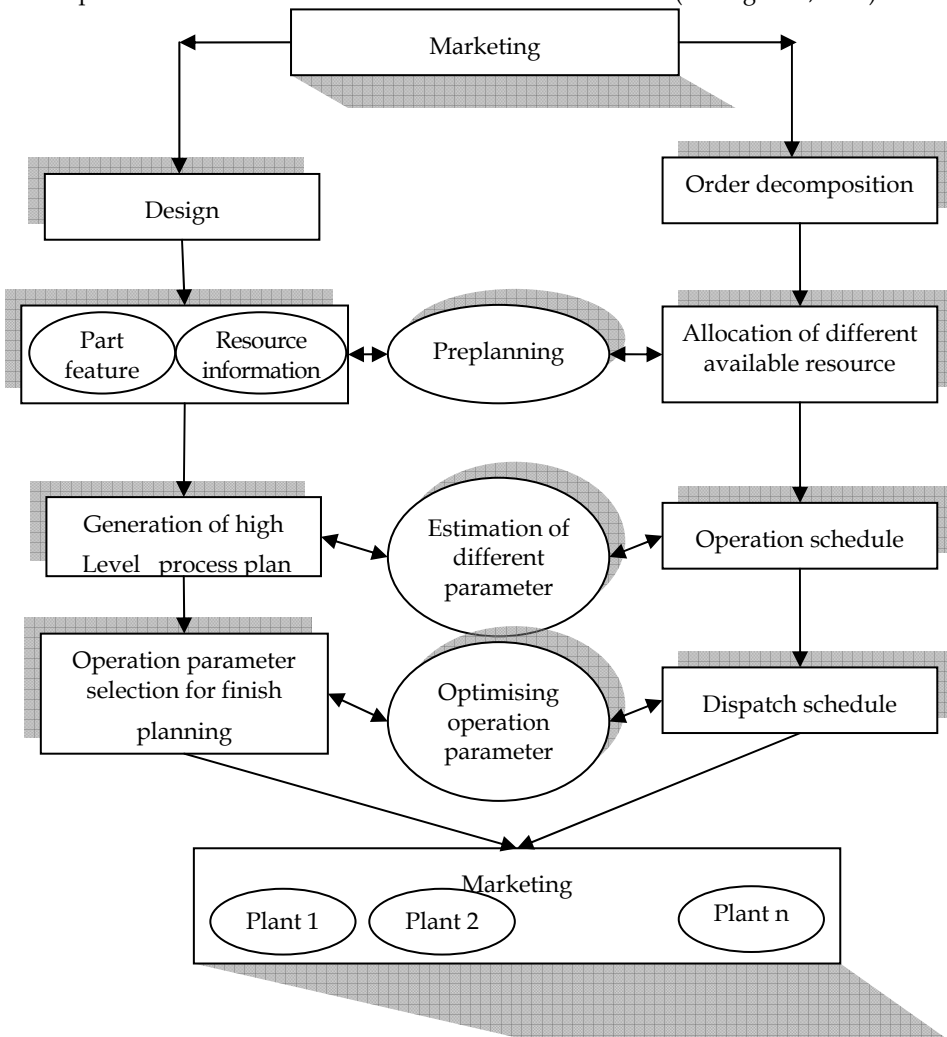 Marketing
Design
Order decomposition
Part
feature
Resource
information
Preplanning
Allocation of different
available resource
Generation of high
Level process plan
Estimation of
different
parameter
Operation schedule
Operation parameter
selection for finish
planning
Optimising
operation
parameter
Dispatch schedule
Marketing
Plant 1
Plant 2
Plant n